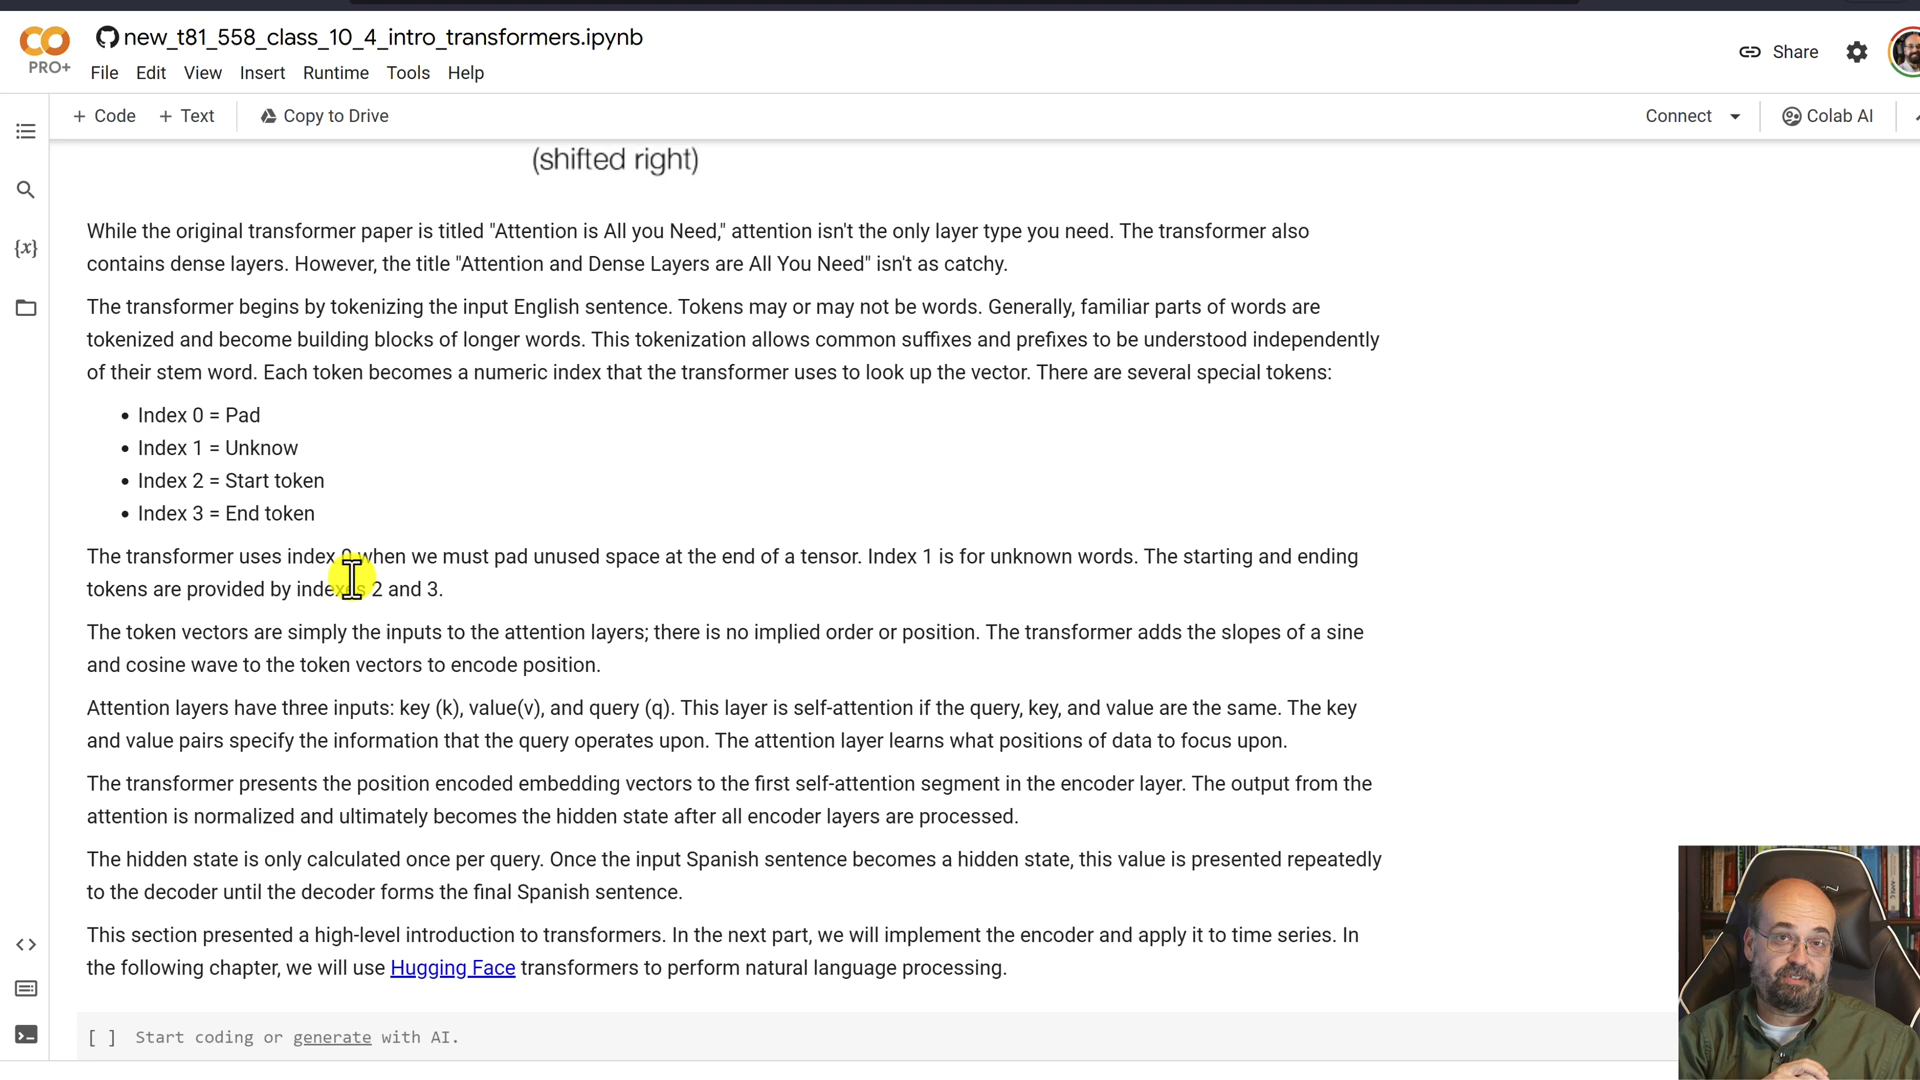 new_t81_558_class_10_4_intro_transformers.ipynb
PRO+
File Edit View Insert Runtime Tools Help
Share
+ Code + Text Copy to Drive
Connect
Colab AI
(shifted right)
While the original transformer paper is titled "Attention is All you Need," attention isn't the only layer type you need. The transformer also
contains dense layers. However, the title "Attention and Dense Layers are All You Need" isn't as catchy.
The transformer begins by tokenizing the input English sentence. Tokens may or may not be words. Generally, familiar parts of words are
tokenized and become building blocks of longer words. This tokenization allows common suffixes and prefixes to be understood independently
of their stem word. Each token becomes a numeric index that the transformer uses to look up the vector. There are several special tokens:
• Index 0 = Pad
• Index 1 = Unknow
• Index 2 = Start token
• Index 3 = End token
The transformer uses index 0 when we must pad unused space at the end of a tensor. Index 1 is for unknown words. The starting and ending
tokens are provided by indexes 2 and 3.
The token vectors are simply the inputs to the attention layers; there is no implied order or position. The transformer adds the slopes of a sine
and cosine wave to the token vectors to encode position.
Attention layers have three inputs: key (k), value(v), and query (q). This layer is self-attention if the query, key, and value are the same. The key
and value pairs specify the information that the query operates upon. The attention layer learns what positions of data to focus upon.
The transformer presents the position encoded embedding vectors to the first self-attention segment in the encoder layer. The output from the
attention is normalized and ultimately becomes the hidden state after all encoder layers are processed.
The hidden state is only calculated once per query. Once the input Spanish sentence becomes a hidden state, this value is presented repeatedly
to the decoder until the decoder forms the final Spanish sentence.
This section presented a high-level introduction to transformers. In the next part, we will implement the encoder and apply it to time series. In
the following chapter, we will use Hugging Face transformers to perform natural language processing.
[ ] Start coding or generate with AI.